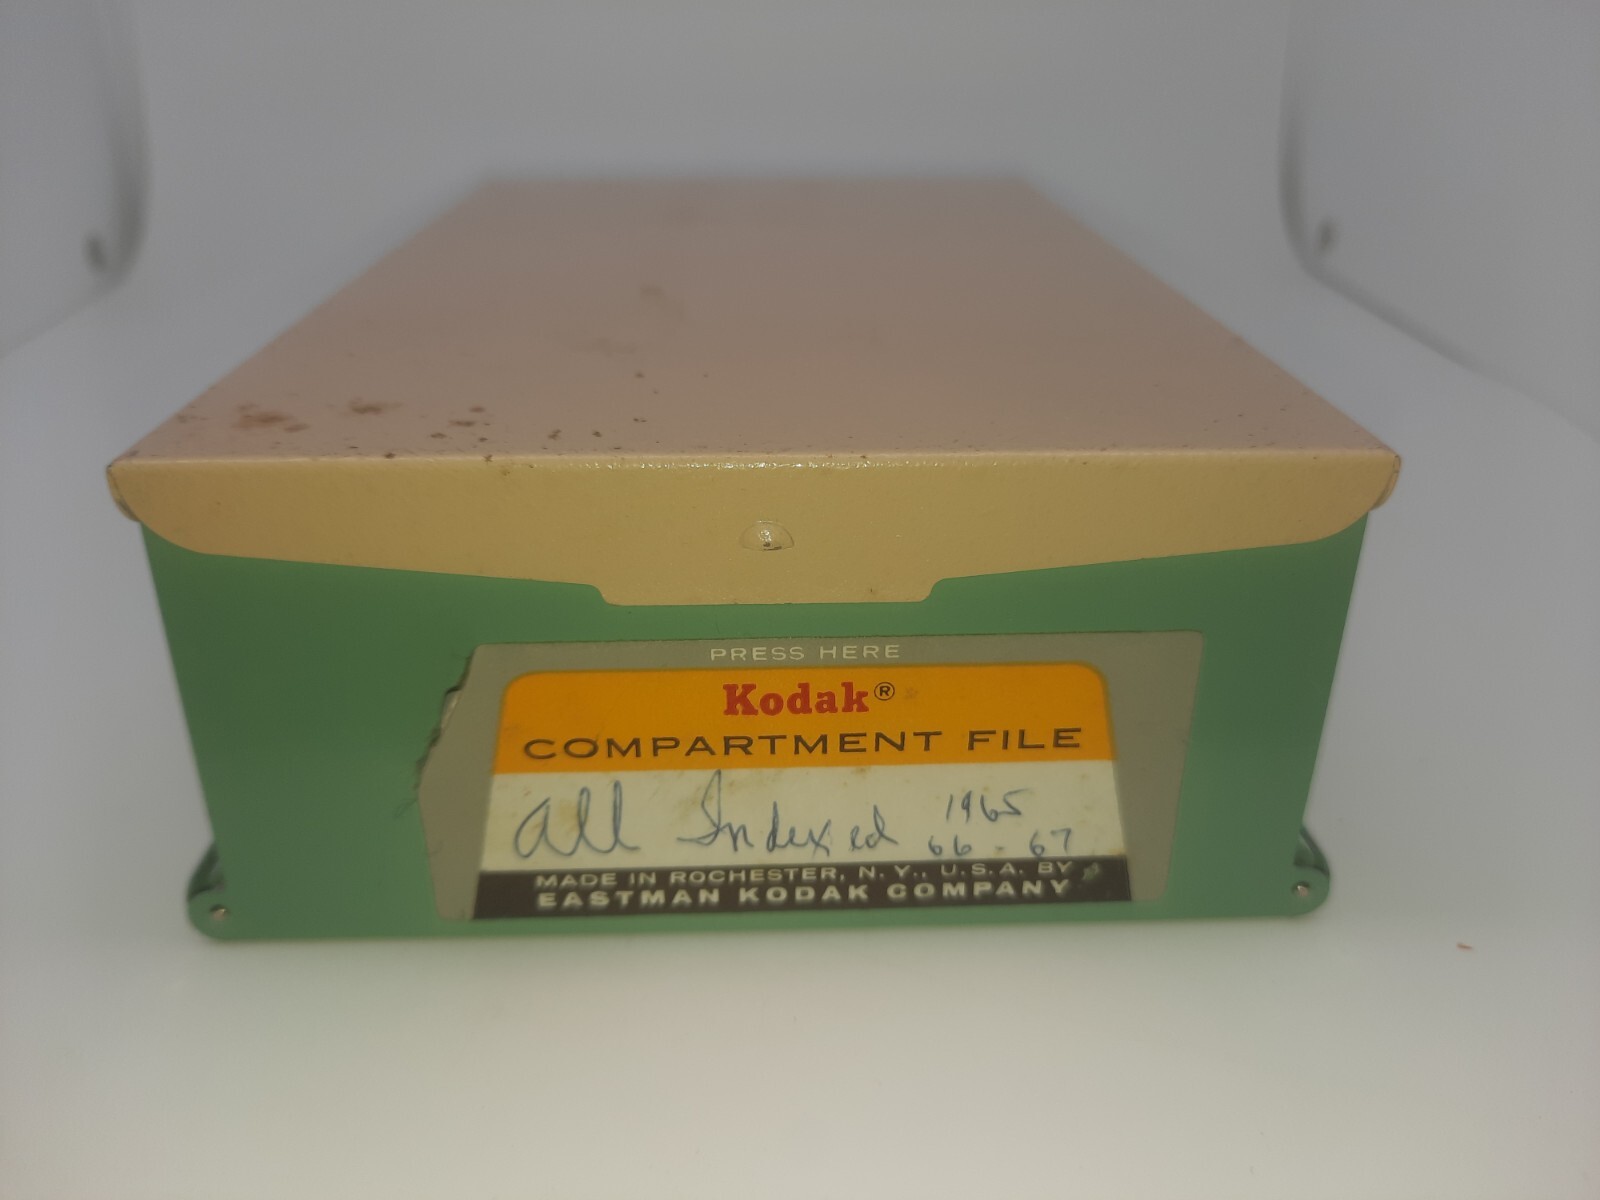 PRESS HERE
Kodak®
COMPARTMENT FILE
All Indexed 1965
66-67
MADE IN ROCHESTER, N. Y., U.S.A. BY
EASTMAN KODAK COMPANY